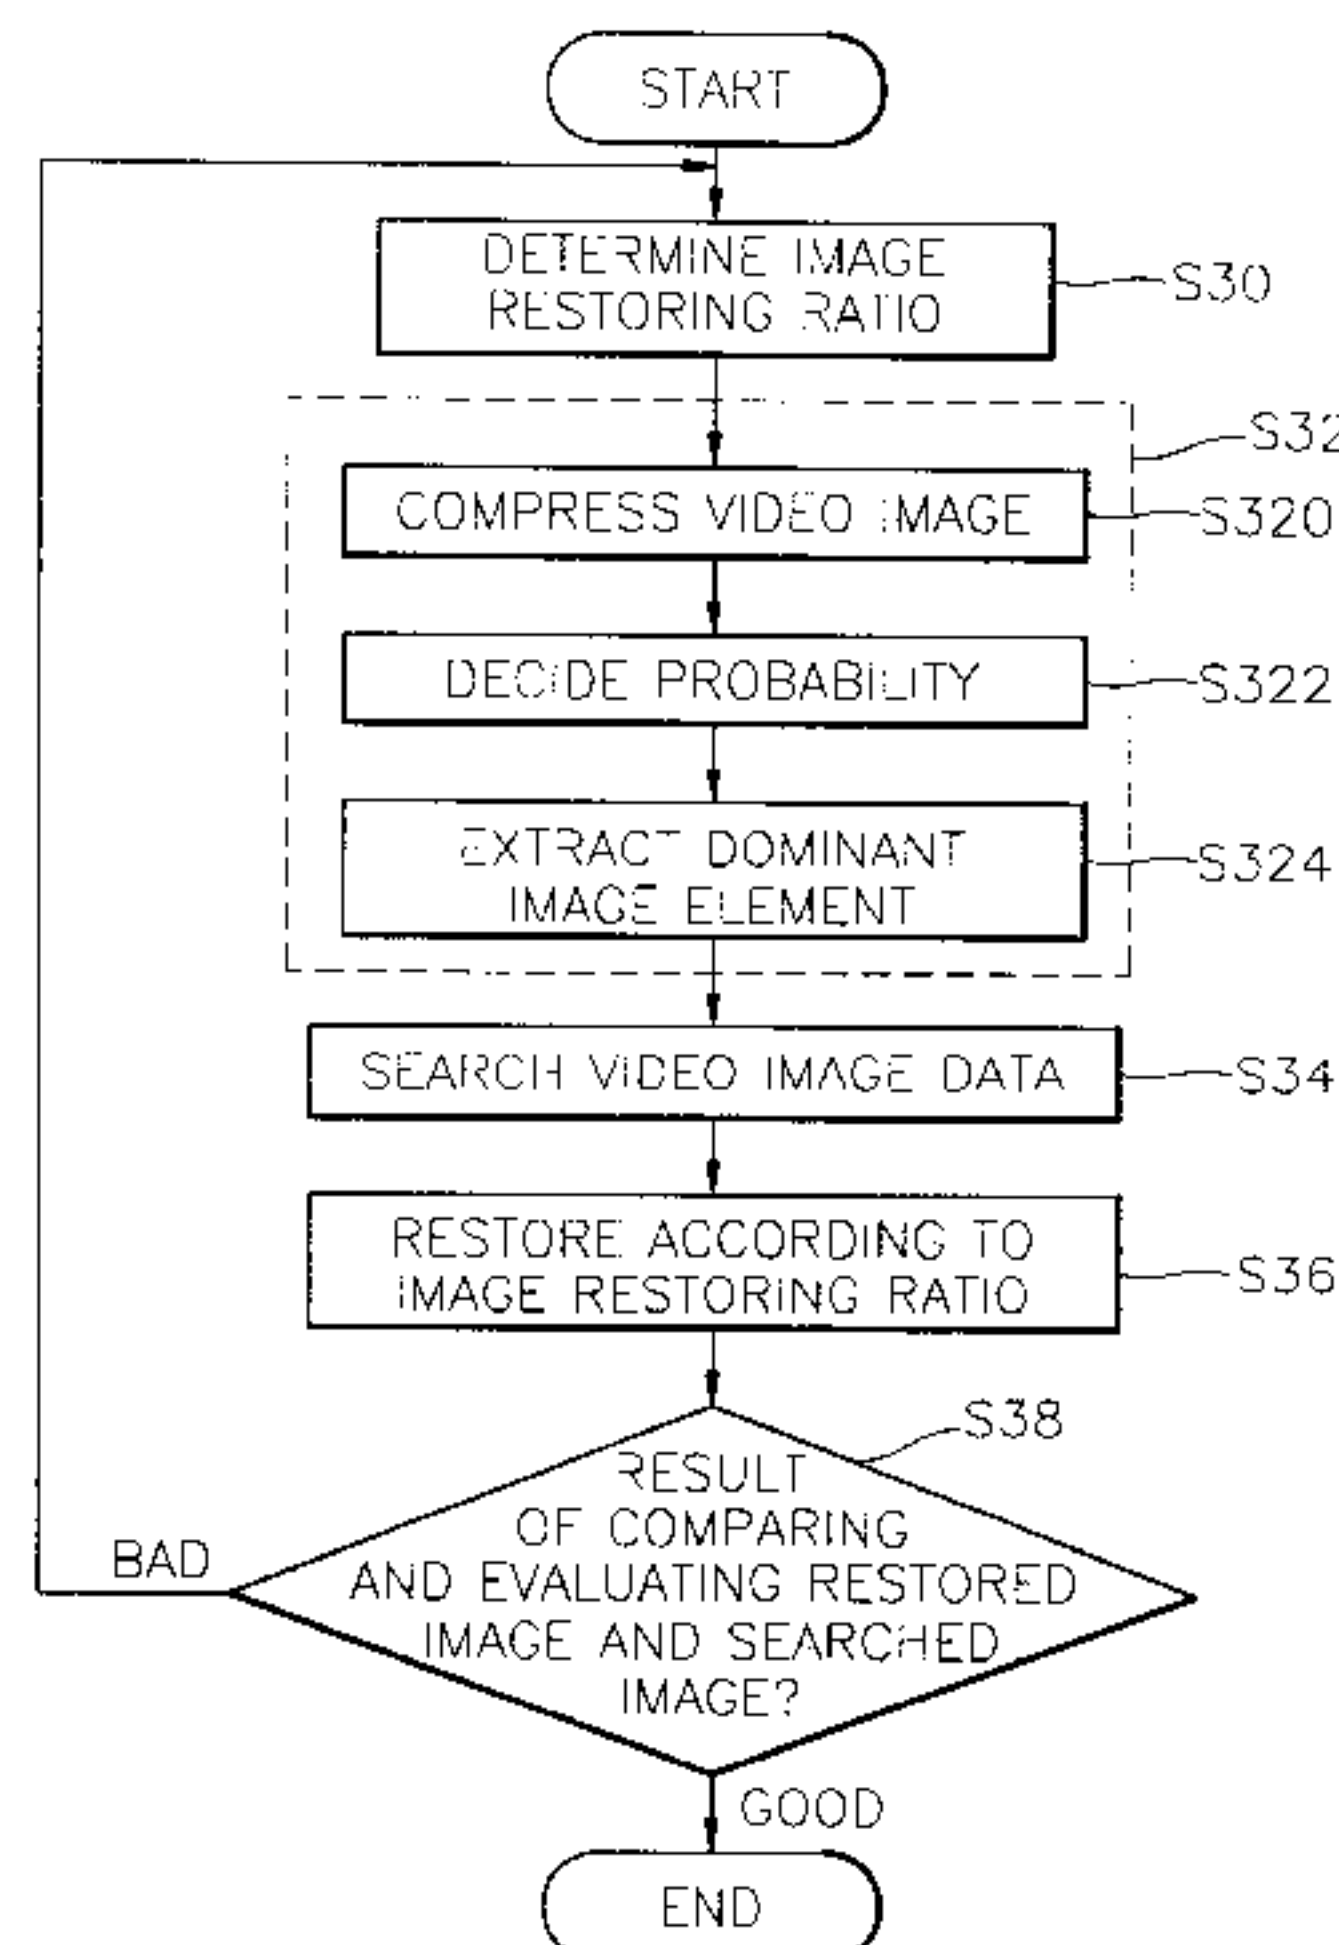 START
DETERMINE IMAGE
RESTORING RATIO
S30
S32
COMPRESS VIDEO IMAGE
S320
DECIDE PROBABILITY
S322
EXTRACT DOMINANT
IMAGE ELEMENT
S324
SEARCH VIDEO IMAGE DATA
S34
RESTORE ACCORDING TO
IMAGE RESTORING RATIO
S36
S38
RESULT
OF COMPARING
AND EVALUATING RESTORED
IMAGE AND SEARCHED
IMAGE?
BAD
GOOD
END